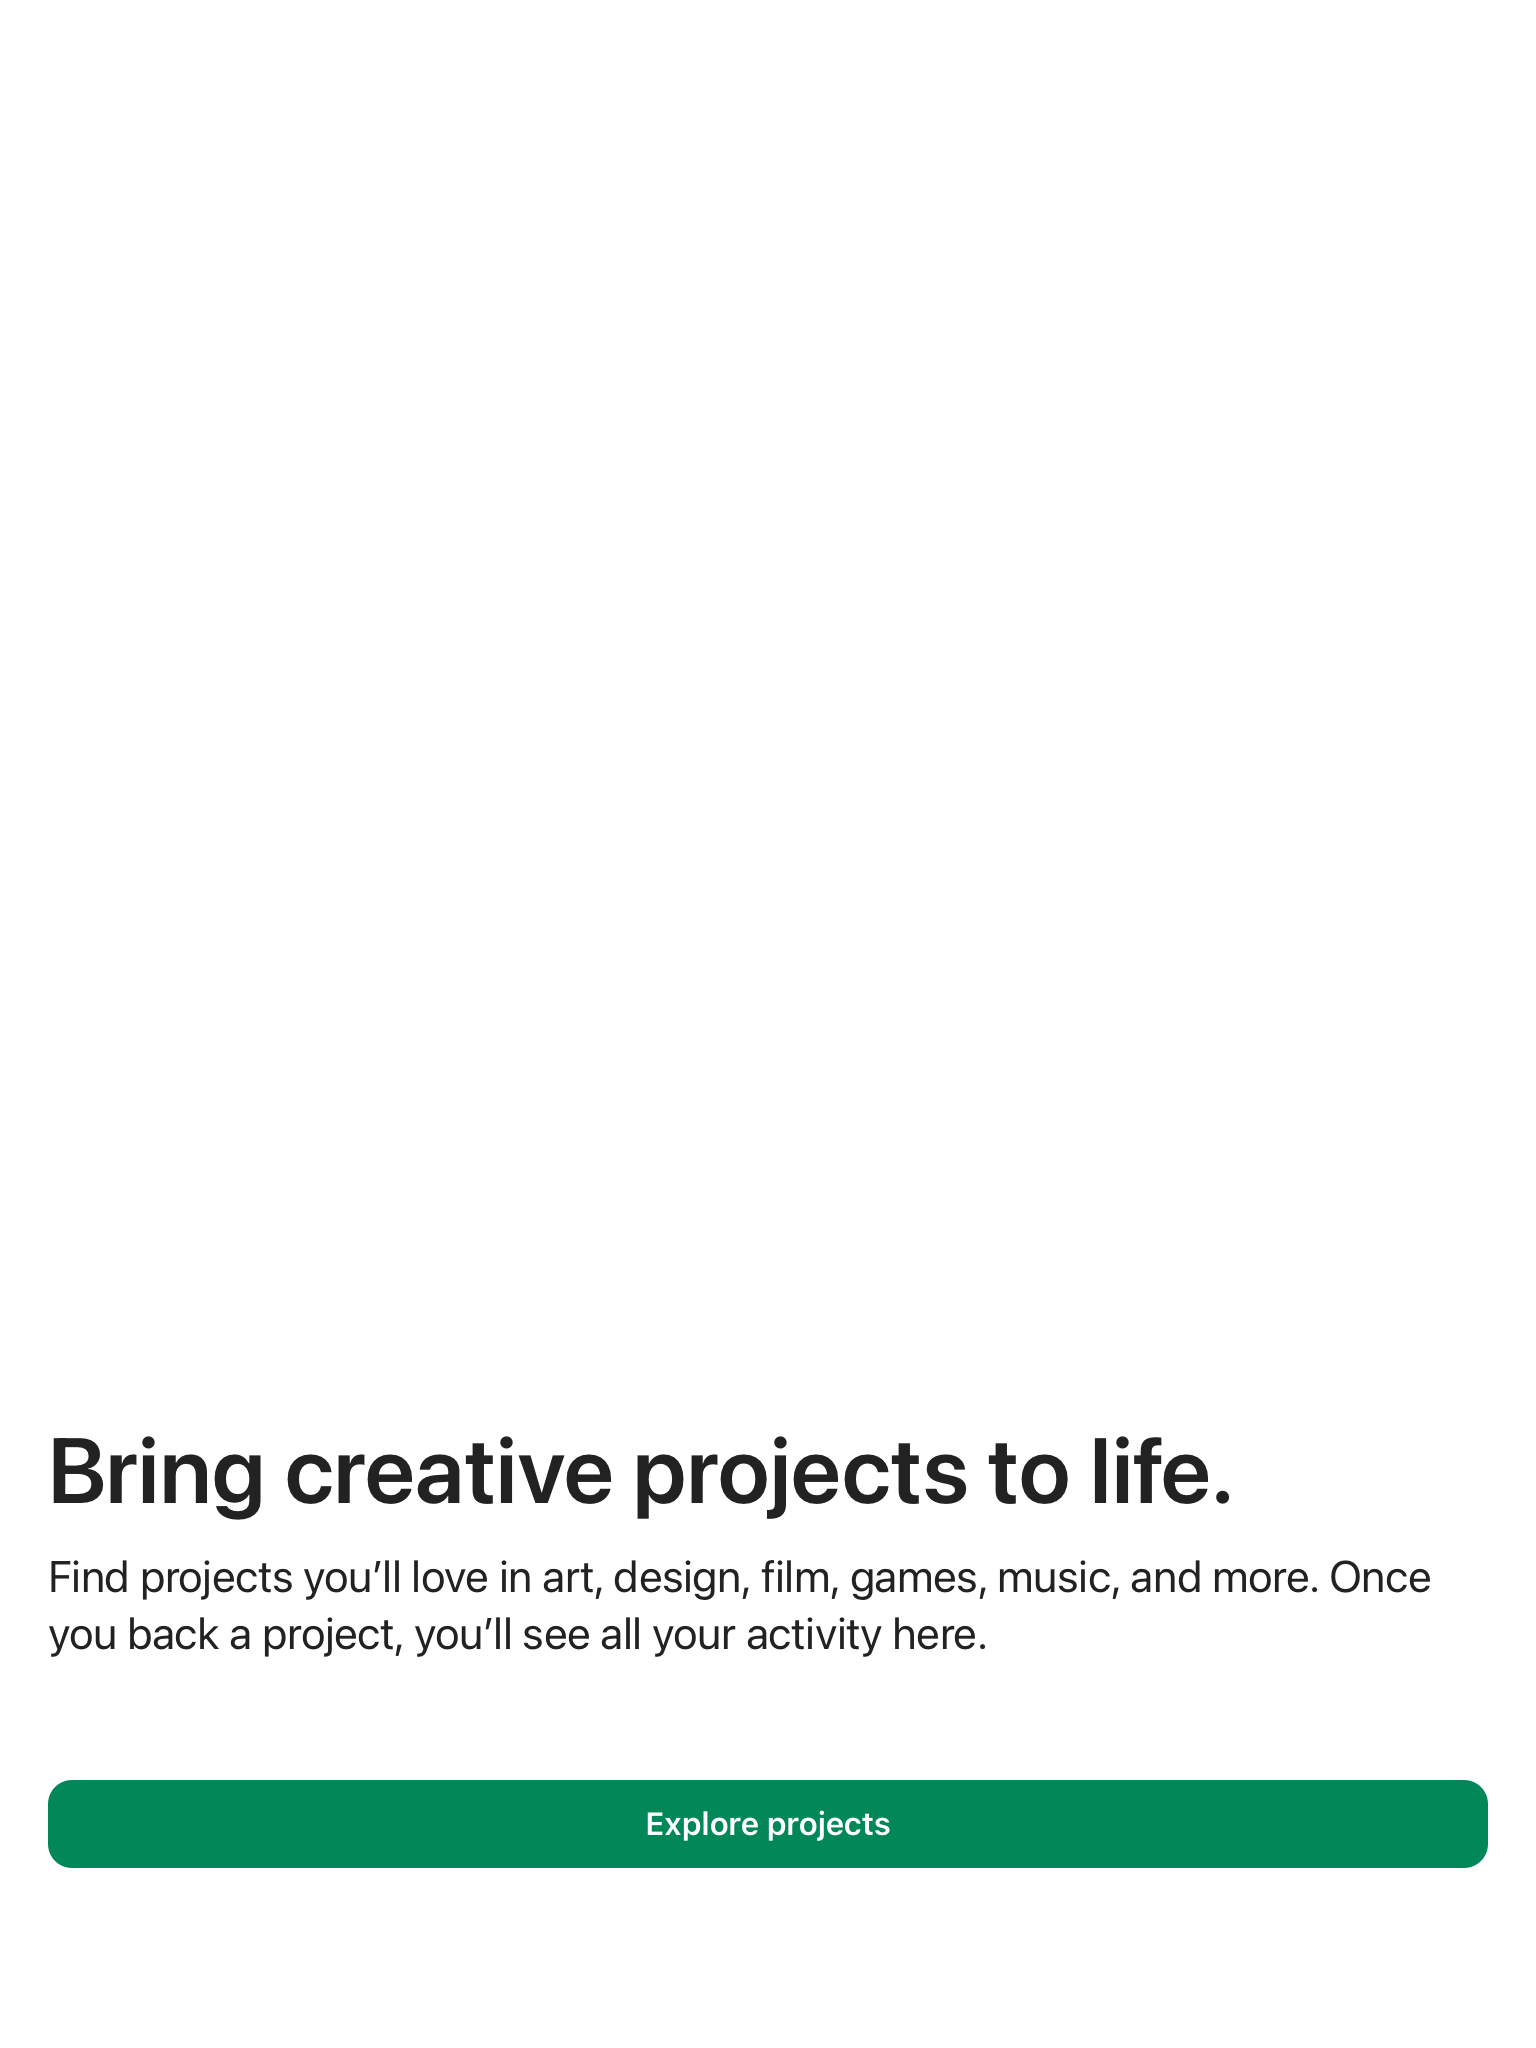 Bring creative projects to life.
Find projects you’ll love in art, design, film, games, music, and more. Once
you back a project, you’ll see all your activity here.
Explore projects